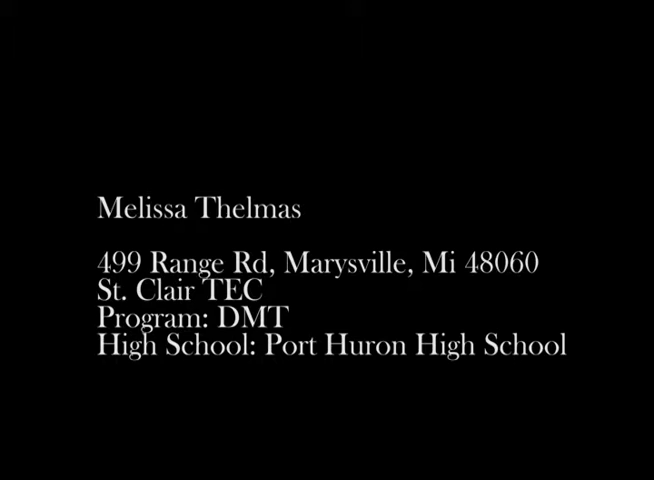 Melissa Thelmas
499 Range Rd, Marysville, Mi 48060
St. Clair TEC
Program: DMT
High School: Port Huron High School